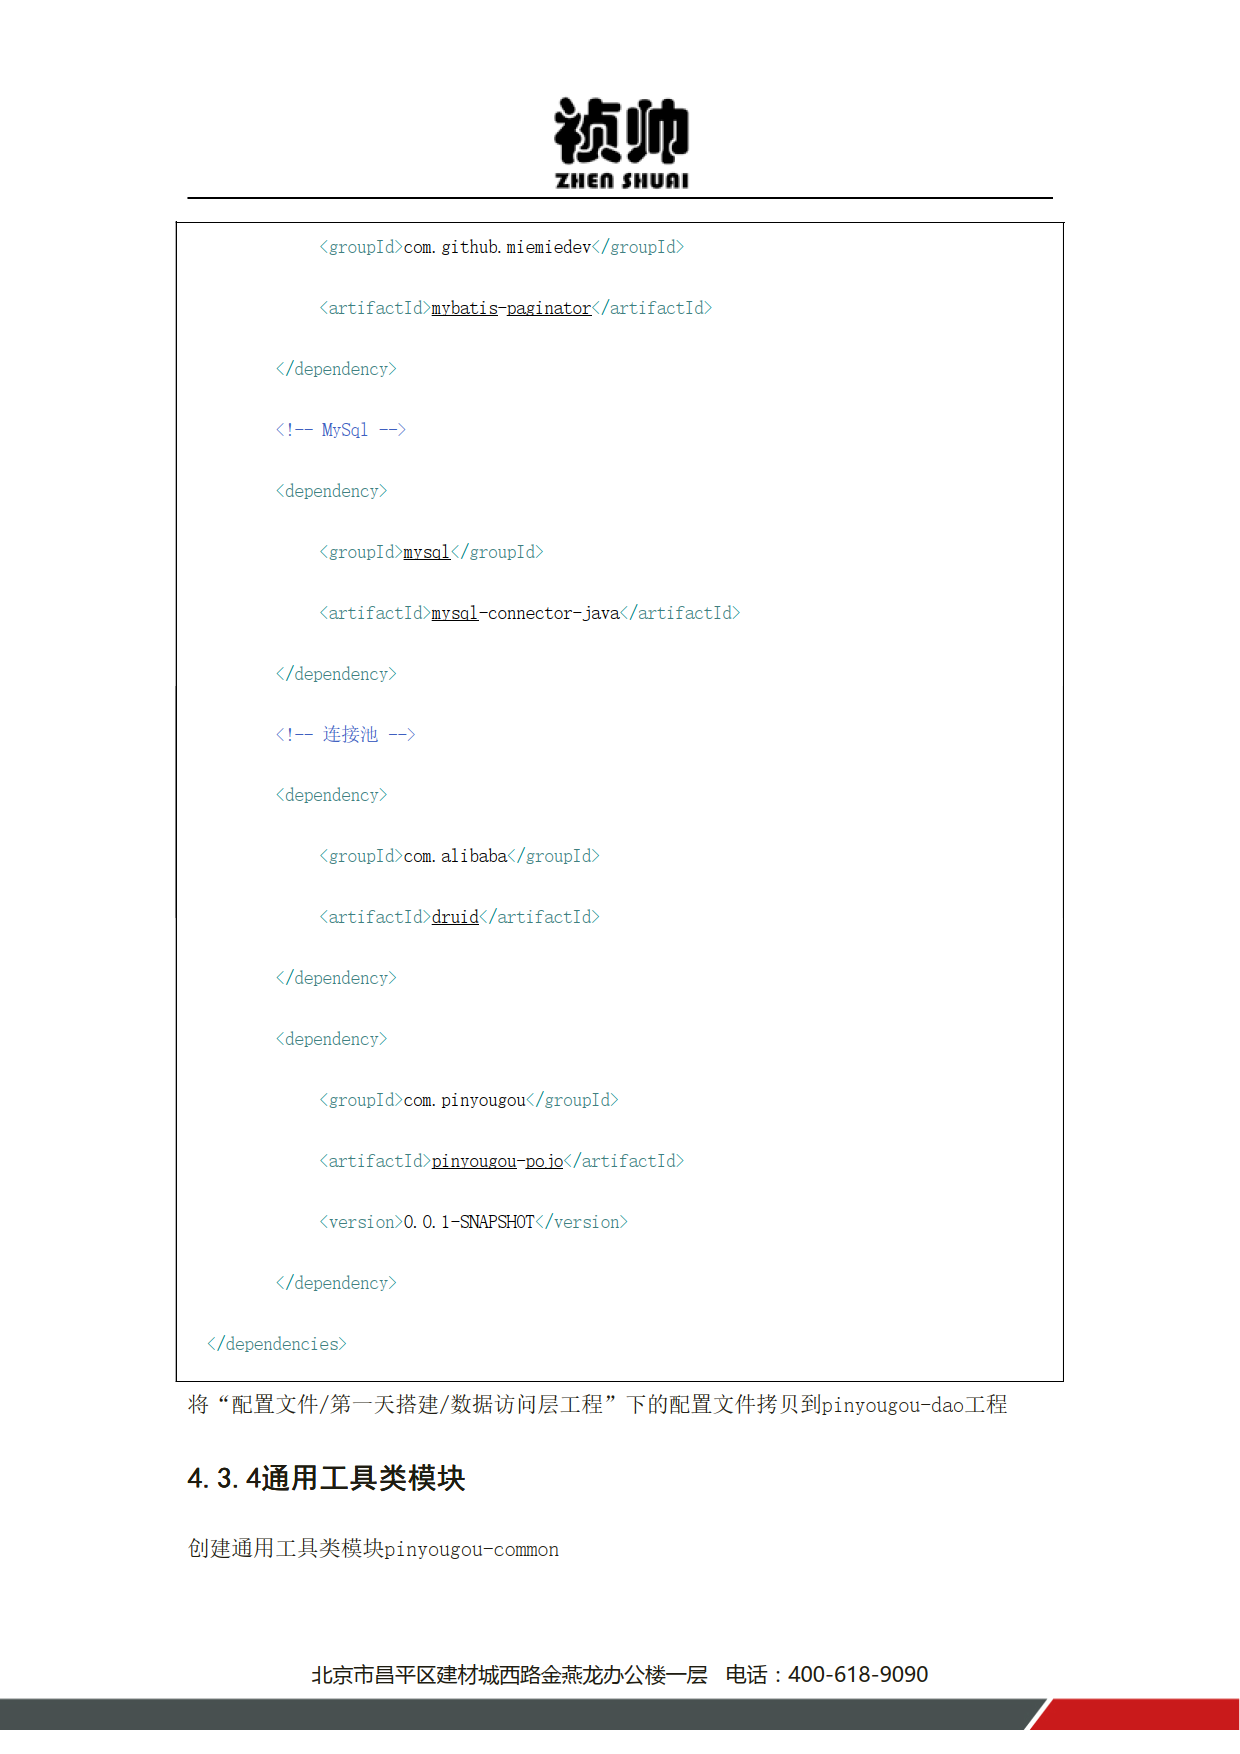 祯帅
ZHEN SHUAI
<groupId>com.github.miemiedev</groupId>
<artifactId>mybatis-paginator</artifactId>
</dependency>
<!-- MySql -->
<dependency>
<groupId>mysql</groupId>
<artifactId>mysql-connector-java</artifactId>
</dependency>
<!-- 连接池 -->
<dependency>
<groupId>com.alibaba</groupId>
<artifactId>druid</artifactId>
</dependency>
<dependency>
<groupId>com.pinyougou</groupId>
<artifactId>pinyougou-pojo</artifactId>
<version>0.0.1-SNAPSHOT</version>
</dependency>
</dependencies>
将“配置文件/第一天搭建/数据访问层工程”下的配置文件拷贝到pinyougou-dao工程
4.3.4通用工具类模块
创建通用工具类模块pinyougou-common
北京市昌平区建材城西路金燕龙办公楼一层 电话：400-618-9090